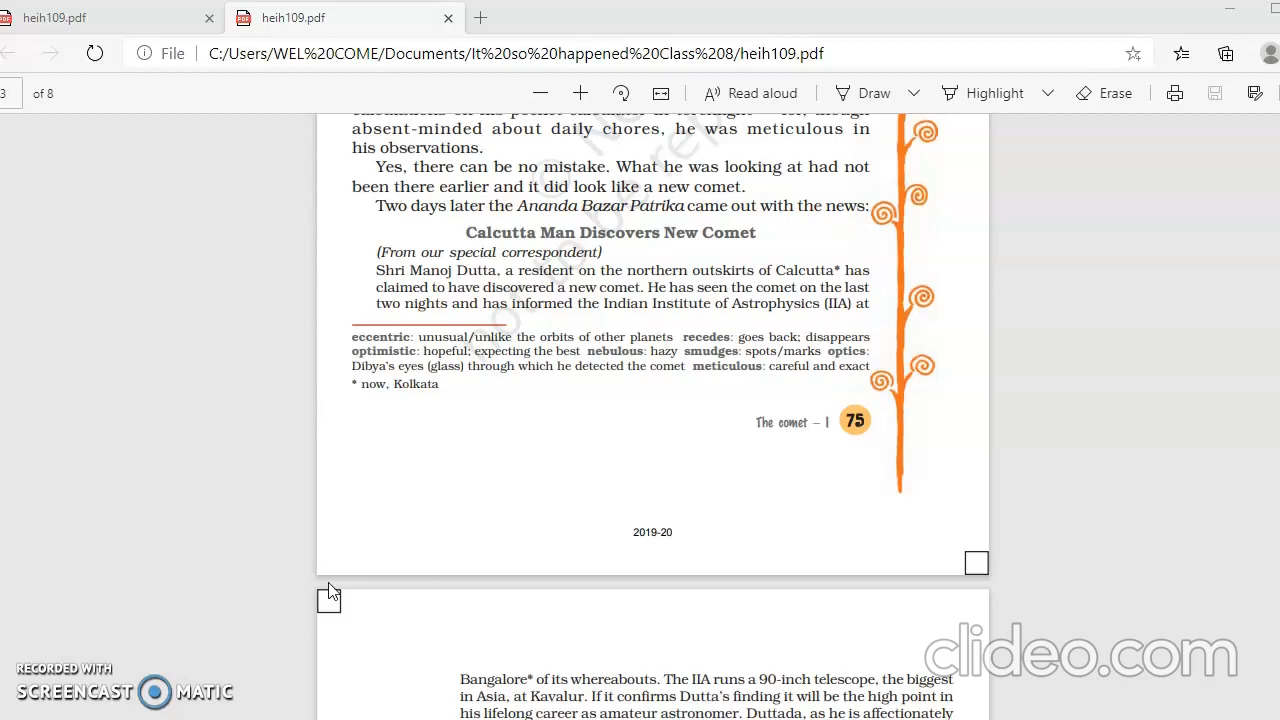 heih109.pdf
heih109.pdf
File
C:/Users/WEL%20COME/Documents/It%20so%20happened%20Class%208/heih109.pdf
3 of 8
Read aloud
Draw
Highlight
Erase
absent-minded about daily chores, he was meticulous in
his observations.
Yes, there can be no mistake. What he was looking at had not
been there earlier and it did look like a new comet.
Two days later the Ananda Bazar Patrika came out with the news:
Calcutta Man Discovers New Comet
(From our special correspondent)
Shri Manoj Dutta, a resident on the northern outskirts of Calcutta* has
claimed to have discovered a new comet. He has seen the comet on the last
two nights and has informed the Indian Institute of Astrophysics (IIA) at
eccentric: unusual/unlike the orbits of other planets recedes: goes back; disappears
optimistic: hopeful; expecting the best nebulous: hazy smudges: spots/marks optics:
Dibya's eyes (glass) through which he detected the comet meticulous: careful and exact
* now, Kolkata
The comet – I 75
2019-20
Bangalore* of its whereabouts. The IIA runs a 90-inch telescope, the biggest
in Asia, at Kavalur. If it confirms Dutta's finding it will be the high point in
his lifelong career as amateur astronomer. Duttada, as he is affectionately
clideo.com
RECORDED WITH
SCREENCAST MATIC
not to be rep